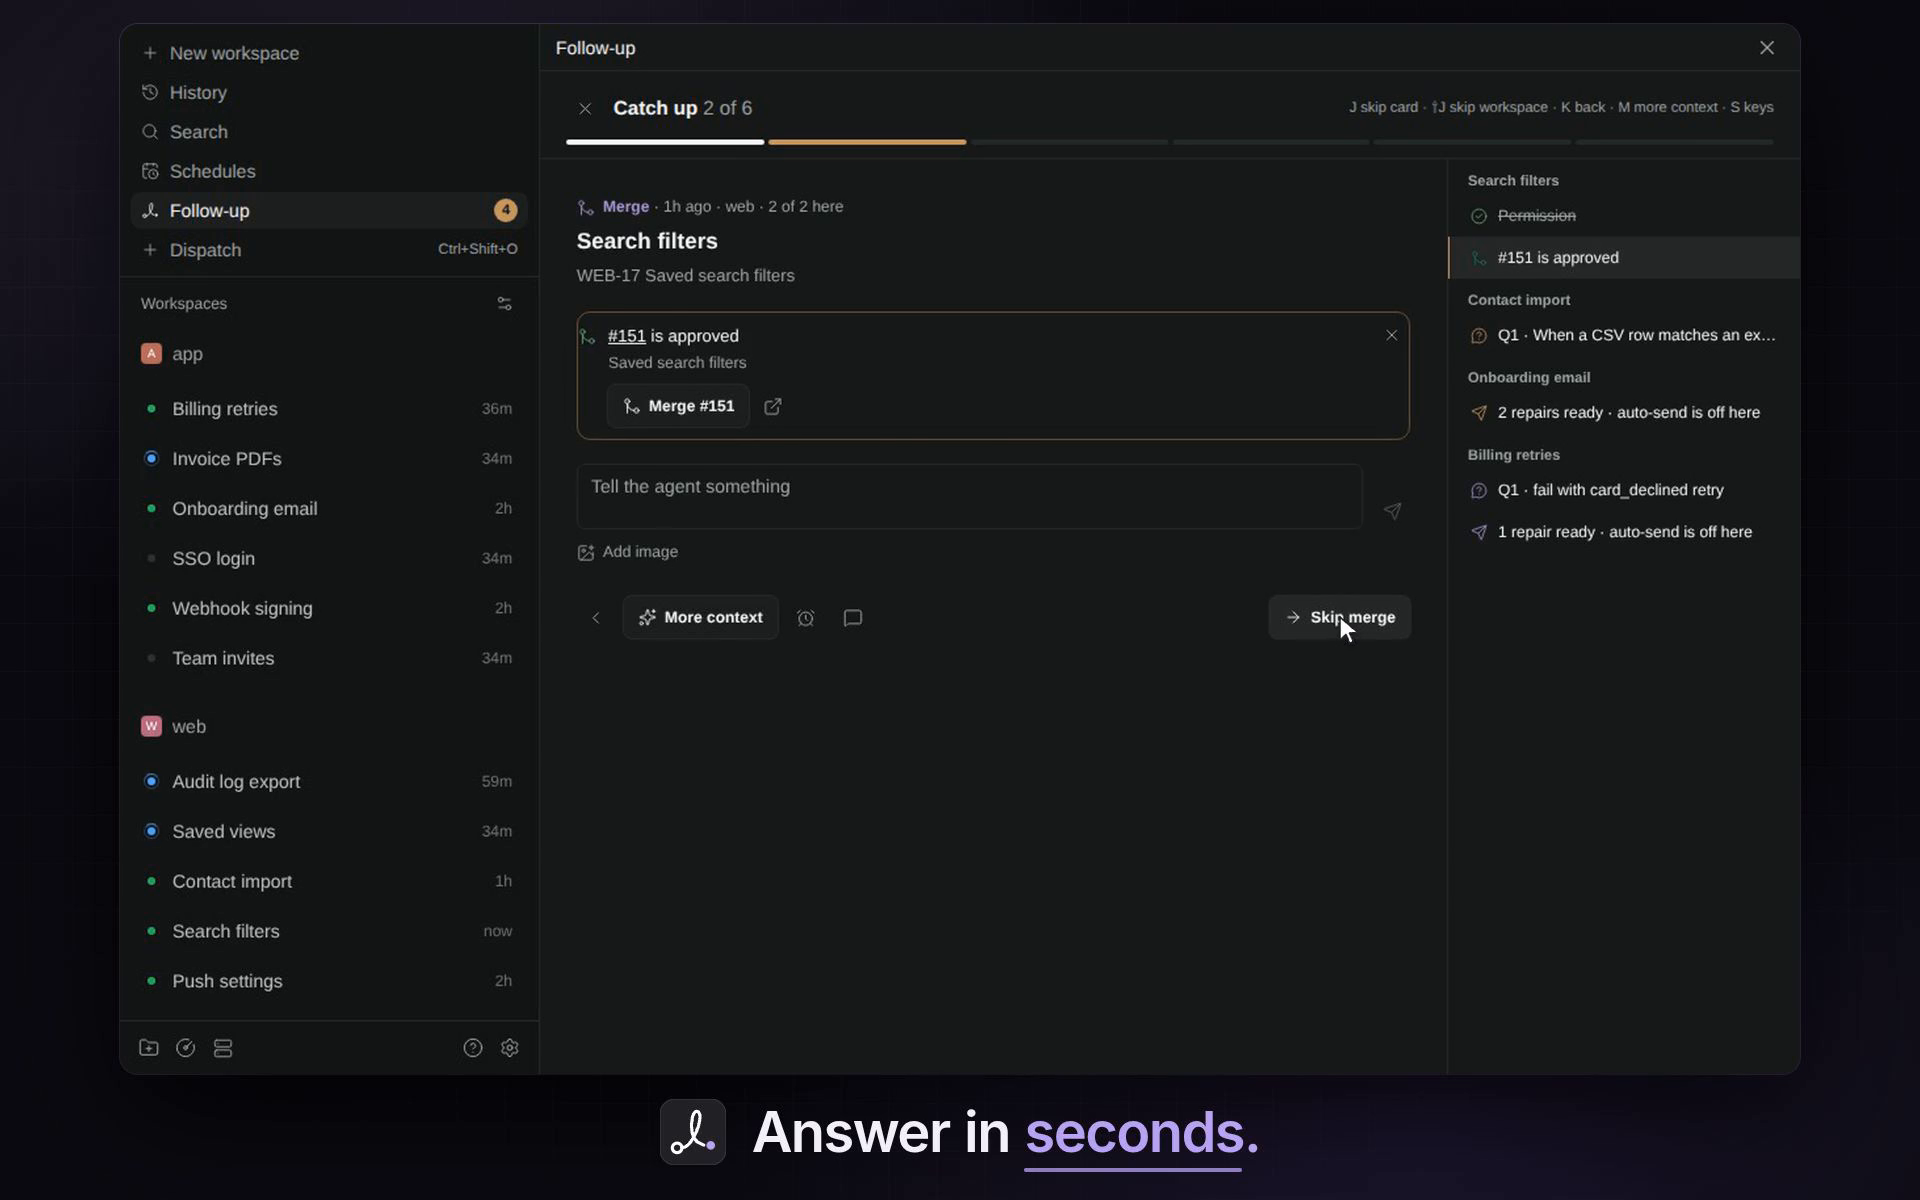 New workspace
History
Search
Schedules
Follow-up 4
Dispatch Ctrl+Shift+O
Workspaces
A app
Billing retries 36m
Invoice PDFs 34m
Onboarding email 2h
SSO login 34m
Webhook signing 2h
Team invites 34m
W web
Audit log export 59m
Saved views 34m
Contact import 1h
Search filters now
Push settings 2h
Follow-up
Catch up 2 of 6
J skip card · ⇧J skip workspace · K back · M more context · S keys
Merge · 1h ago · web · 2 of 2 here
Search filters
WEB-17 Saved search filters
#151 is approved
Saved search filters
Merge #151
Tell the agent something
Add image
More context
Skip merge
Search filters
Permission
#151 is approved
Contact import
Q1 · When a CSV row matches an ex...
Onboarding email
2 repairs ready · auto-send is off here
Billing retries
Q1 · fail with card_declined retry
1 repair ready · auto-send is off here
Answer in seconds.